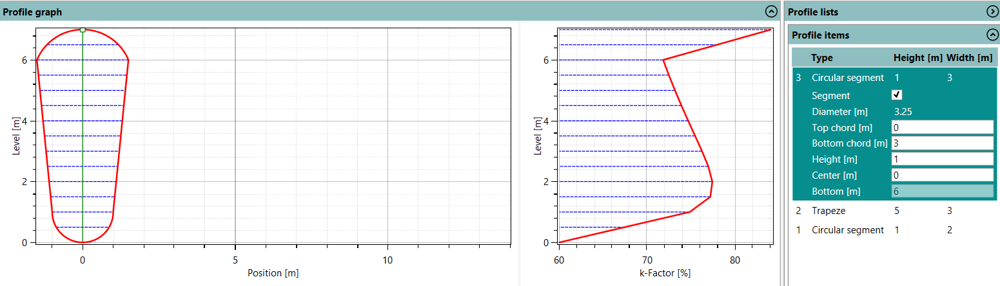 Profile graph
6
4
2
0
Level [m]
0
5
10
Position [m]
6
4
2
0
Level [m]
60
70
80
k-Factor [%]
Profile lists
Profile items
Type Height [m] Width [m]
3 Circular segment 1 3
Segment
Diameter [m] 3.25
Top chord [m] 0
Bottom chord [m] 3
Height [m] 1
Center [m] 0
Bottom [m] 6
2 Trapeze 5 3
1 Circular segment 1 2